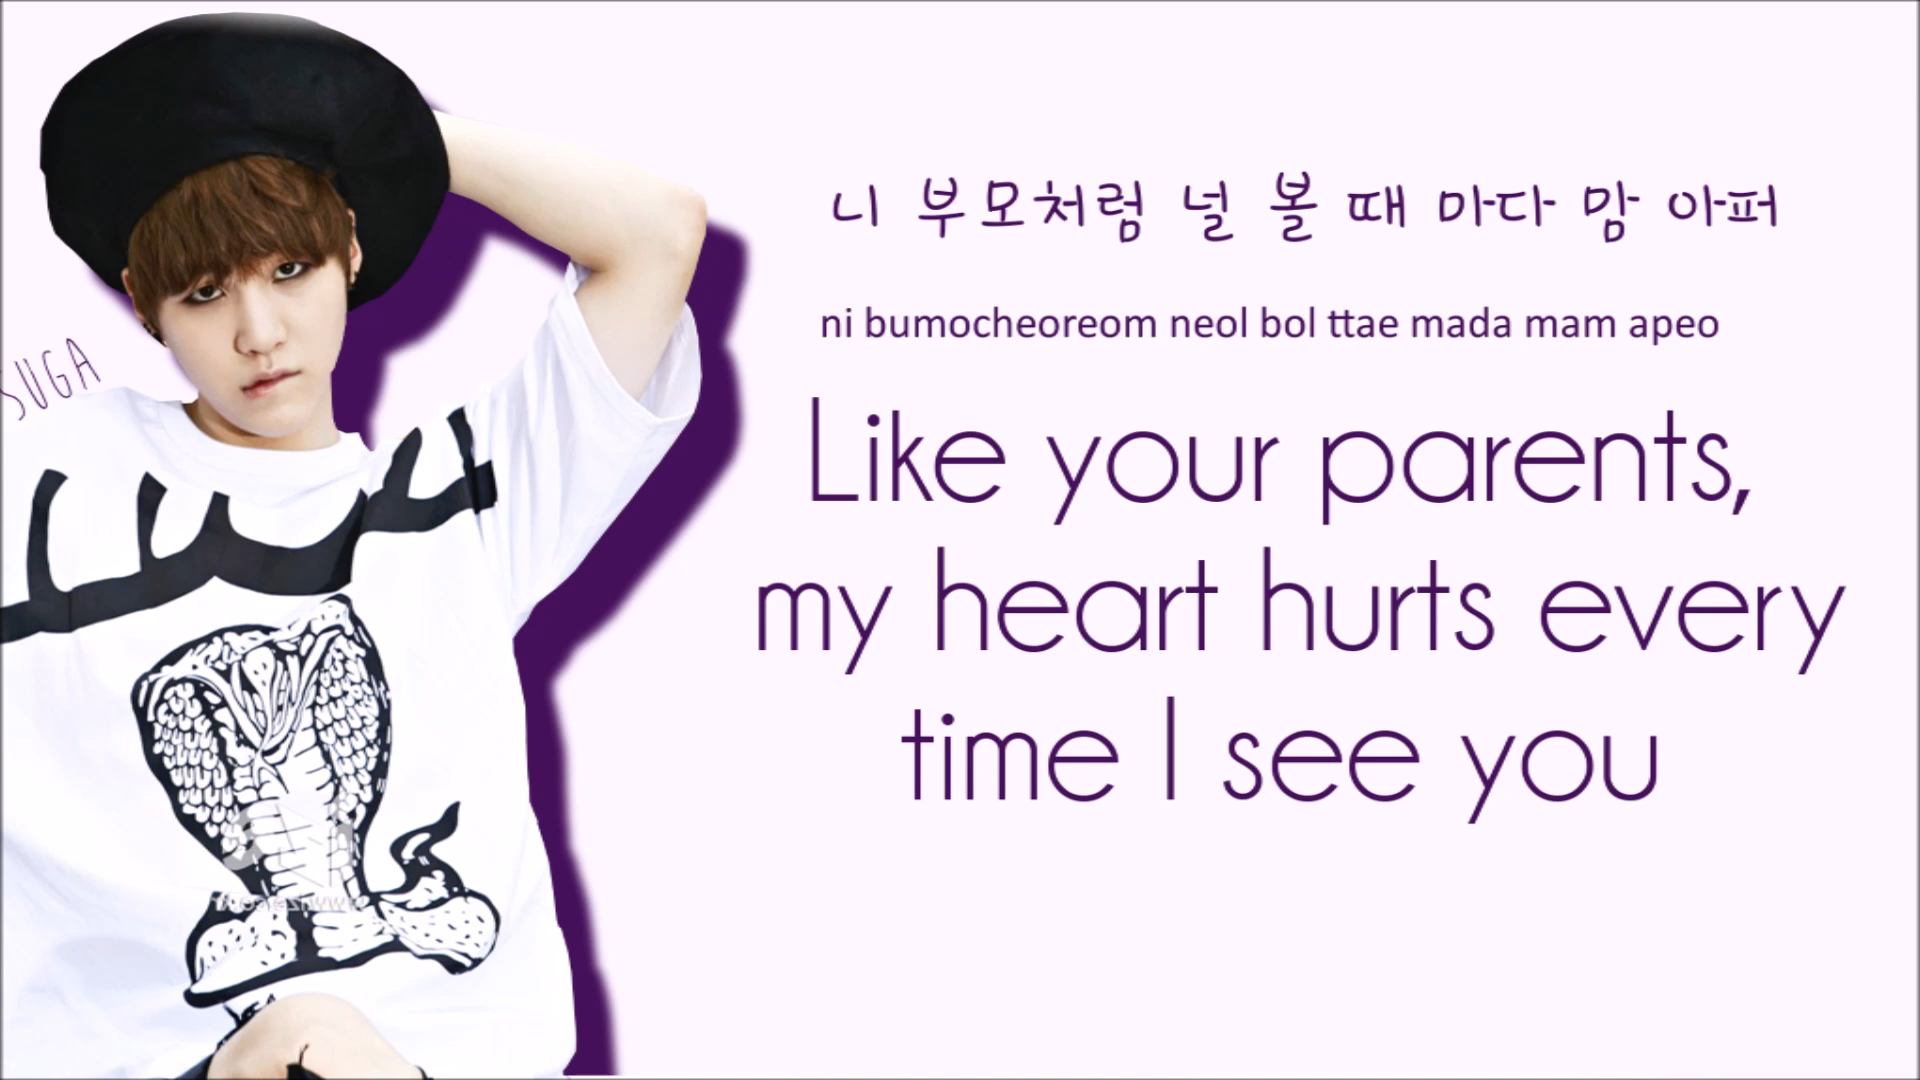 SUGA
니 부모처럼 널 볼 때 마다 맘 아퍼
ni bumocheoreom neol bol ttae mada mam apeo
Like your parents,
my heart hurts every
time I see you